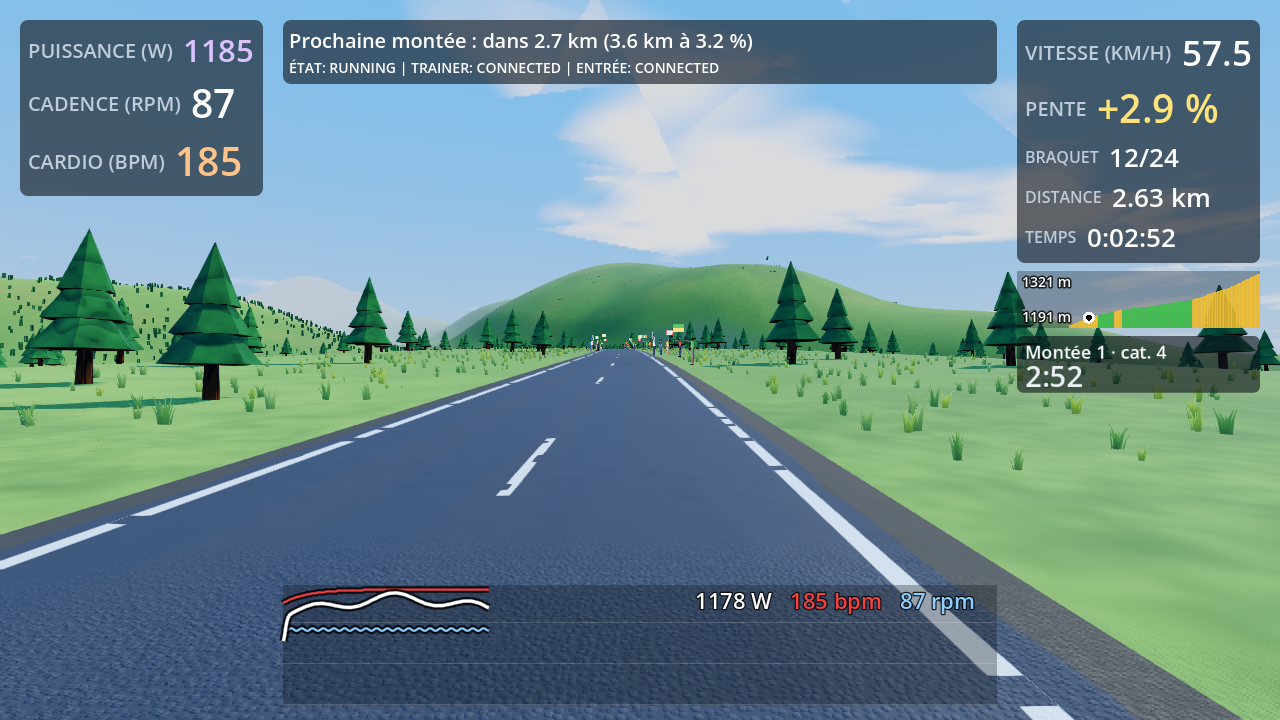 PUISSANCE (W) 1185
CADENCE (RPM) 87
CARDIO (BPM) 185
Prochaine montée : dans 2.7 km (3.6 km à 3.2 %)
ÉTAT: RUNNING | TRAINER: CONNECTED | ENTRÉE: CONNECTED
VITESSE (KM/H) 57.5
PENTE +2.9 %
BRAQUET 12/24
DISTANCE 2.63 km
TEMPS 0:02:52
1321 m
1191 m
Montée 1 · cat. 4
2:52
1178 W 185 bpm 87 rpm